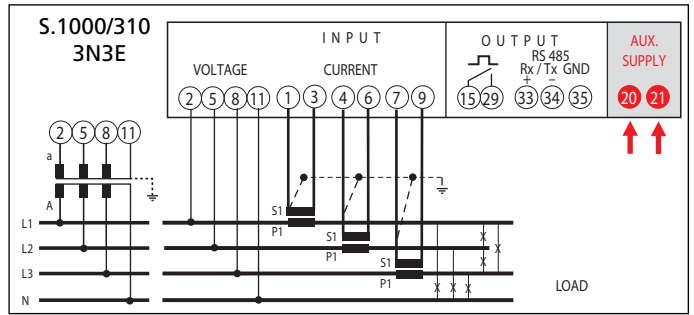 S.1000/310
3N3E
INPUT
VOLTAGE
CURRENT
2 5 8 11 1 3 4 6 7 9
OUTPUT
RS 485
Rx / Tx GND
+ −
15 29 33 34 35
AUX.
SUPPLY
20 21
2 5 8 11
a
A
S1
P1
S1
P1
S1
P1
L1
L2
L3
N
X
X
X
X X X
LOAD